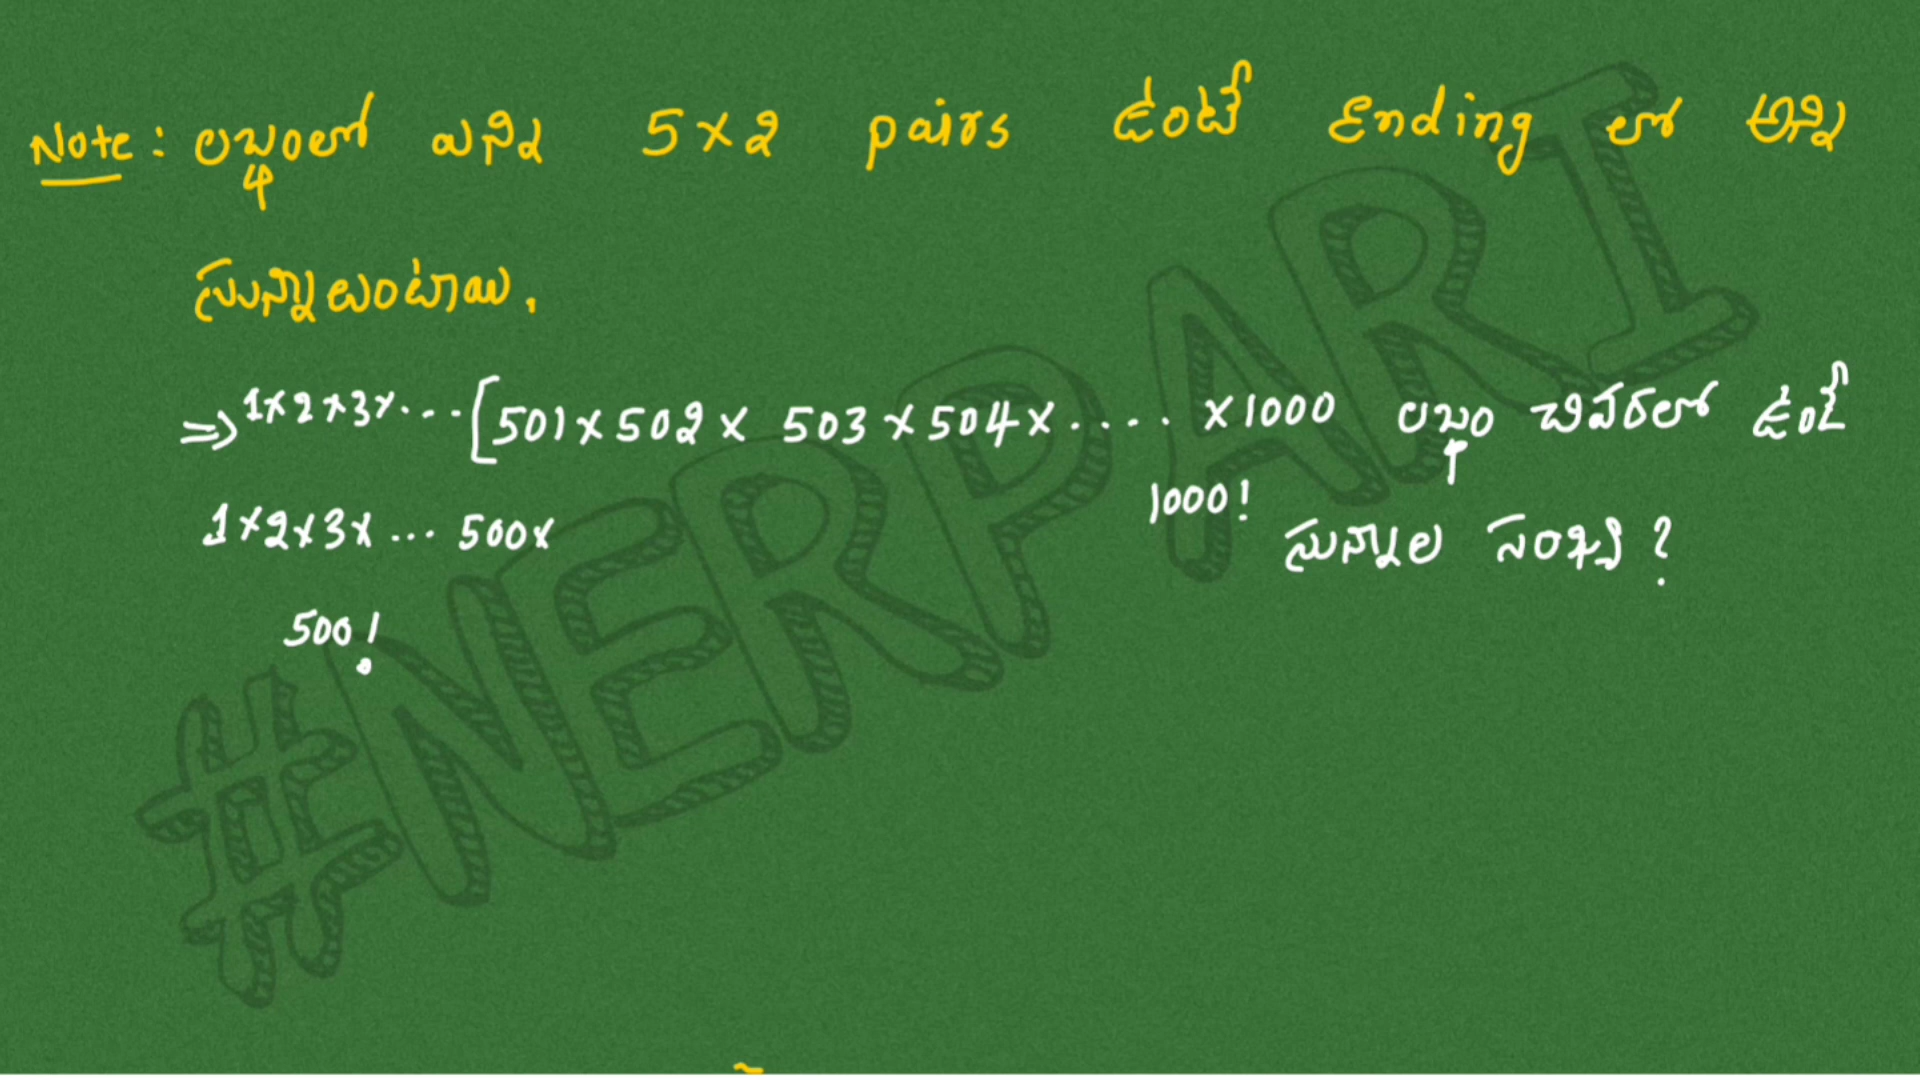 Note: లబ్ధంలో ఎన్ని 5×2 pairs ఉంటే Ending లో అన్ని
సున్నాలుంటాయి.
⇒ 1×2×3×... [501×502× 503×504×.... ×1000 లబ్ధం చివరలో ఉండే
1×2×3×... 500× 1000! సున్నాల సంఖ్య?
500!
#NERPARI